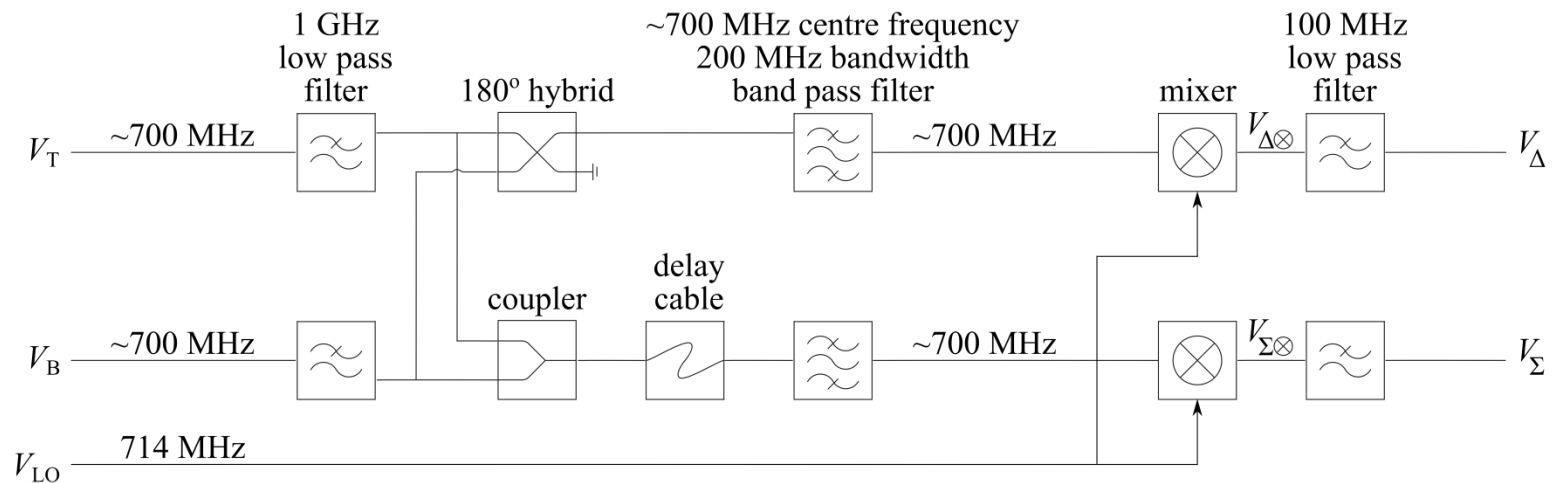 1 GHz
low pass
filter
180º hybrid
~700 MHz centre frequency
200 MHz bandwidth
band pass filter
mixer
100 MHz
low pass
filter
V_T
~700 MHz
~700 MHz
V_Δ⊗
V_Δ
coupler
delay
cable
V_B
~700 MHz
~700 MHz
V_Σ⊗
V_Σ
V_LO
714 MHz